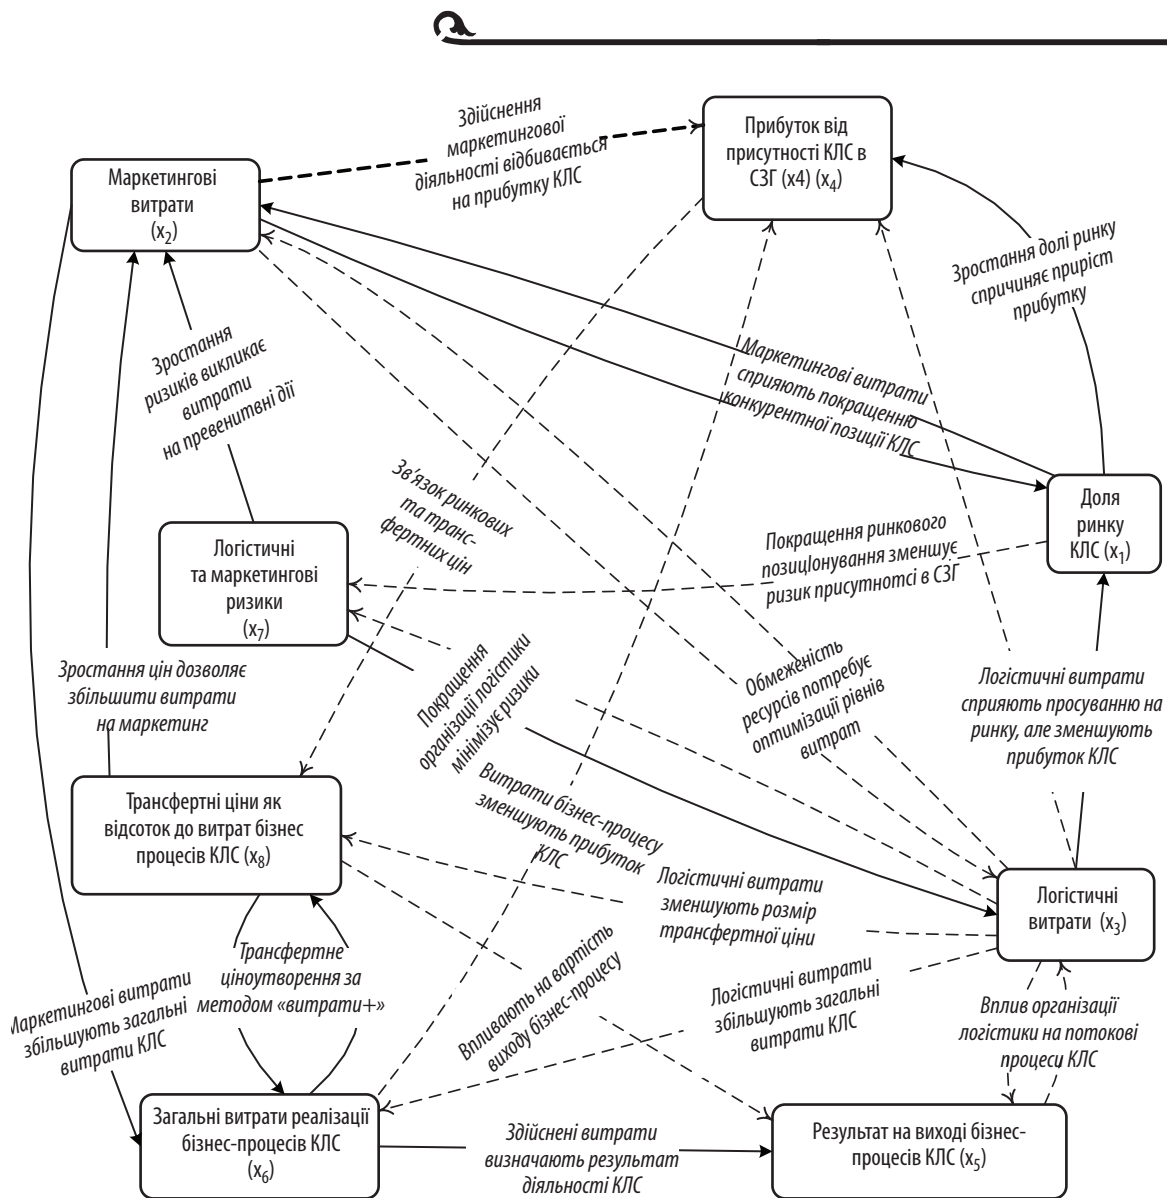 Здійснення
маркетингової
діяльності відбивається
на прибутку КЛС
Прибуток від
присутності КЛС в
СЗГ (х4) (x4)
Маркетингові
витрати
(x2)
Зростання долі ринку
спричиняє приріст
прибутку
Зростання
ризиків викликає
витрати
на превенитвні дії
Маркетингові витрати
сприяють покращенню
конкурентної позиції КЛС
Зв'язок ринкових
та транс-
фертних цін
Доля
ринку
КЛС (x1)
Покращення ринкового
позиціонування зменшує
ризик присутнотсі в СЗГ
Логістичні
та маркетингові
ризики
(x7)
Зростання цін дозволяє
збільшити витрати
на маркетинг
Покращення
організації логістики
мінімізує ризики
Обмеженість
ресурсів потребує
оптимізації рівнів
витрат
Логістичні витрати
сприяють просуванню на
ринку, але зменшують
прибуток КЛС
Трансфертні ціни як
відсоток до витрат бізнес
процесів КЛС (x8)
Витрати бізнес-процесу
зменшують прибуток
КЛС
Логістичні витрати
зменшують розмір
трансфертної ціни
Логістичні
витрати (x3)
Трансфертне
ціноутворення за
методом «витрати+»
Маркетингові витрати
збільшують загальні
витрати КЛС
Впливають на вартість
виходу бізнес-процесу
Логістичні витрати
збільшують загальні
витрати КЛС
Вплив організації
логістики на потокові
процеси КЛС
Загальні витрати реалізації
бізнес-процесів КЛС
(x6)
Здійснені витрати
визначають результат
діяльності КЛС
Результат на виході бізнес-
процесів КЛС (x5)